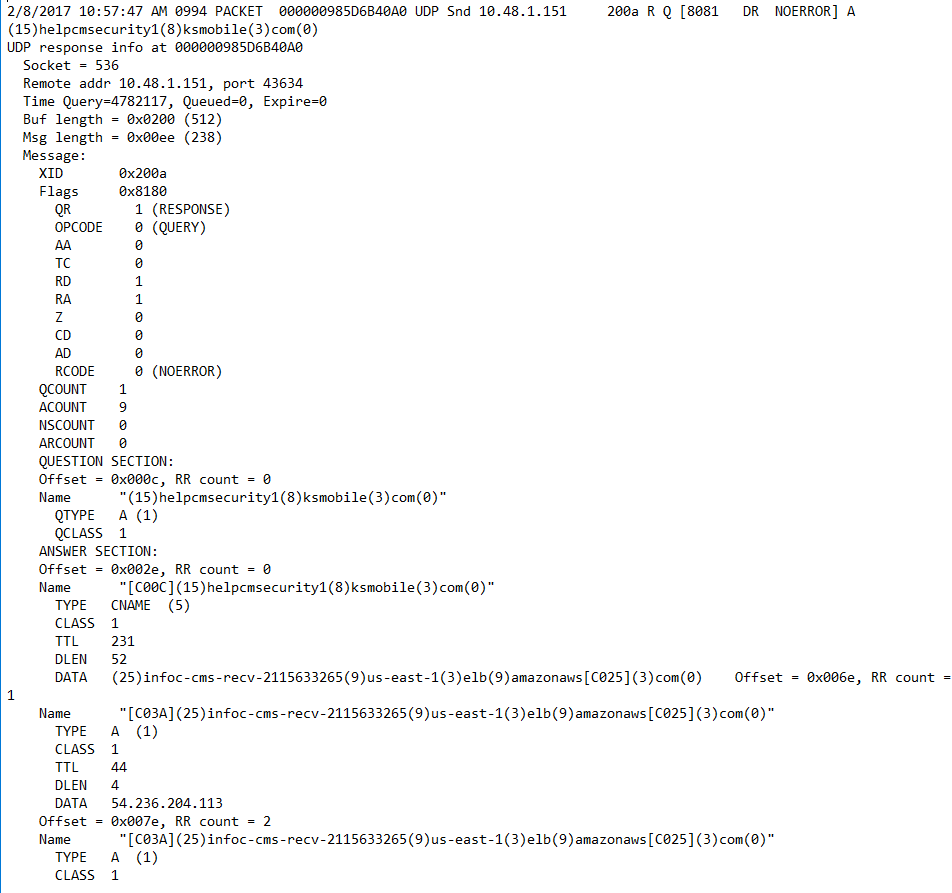 2/8/2017 10:57:47 AM 0994 PACKET  000000985D6B40A0 UDP Snd 10.48.1.151     200a R Q [8081   DR  NOERROR] A
(15)helpcmsecurity1(8)ksmobile(3)com(0)
UDP response info at 000000985D6B40A0
  Socket = 536
  Remote addr 10.48.1.151, port 43634
  Time Query=4782117, Queued=0, Expire=0
  Buf length = 0x0200 (512)
  Msg length = 0x00ee (238)
  Message:
    XID       0x200a
    Flags     0x8180
      QR        1 (RESPONSE)
      OPCODE    0 (QUERY)
      AA        0
      TC        0
      RD        1
      RA        1
      Z         0
      CD        0
      AD        0
      RCODE     0 (NOERROR)
    QCOUNT    1
    ACOUNT    9
    NSCOUNT   0
    ARCOUNT   0
    QUESTION SECTION:
    Offset = 0x000c, RR count = 0
    Name      "(15)helpcmsecurity1(8)ksmobile(3)com(0)"
      QTYPE   A (1)
      QCLASS  1
    ANSWER SECTION:
    Offset = 0x002e, RR count = 0
    Name      "[C00C](15)helpcmsecurity1(8)ksmobile(3)com(0)"
      TYPE   CNAME  (5)
      CLASS  1
      TTL    231
      DLEN   52
      DATA   (25)infoc-cms-recv-2115633265(9)us-east-1(3)elb(9)amazonaws[C025](3)com(0)    Offset = 0x006e, RR count =
1
    Name      "[C03A](25)infoc-cms-recv-2115633265(9)us-east-1(3)elb(9)amazonaws[C025](3)com(0)"
      TYPE   A  (1)
      CLASS  1
      TTL    44
      DLEN   4
      DATA   54.236.204.113
    Offset = 0x007e, RR count = 2
    Name      "[C03A](25)infoc-cms-recv-2115633265(9)us-east-1(3)elb(9)amazonaws[C025](3)com(0)"
      TYPE   A  (1)
      CLASS  1